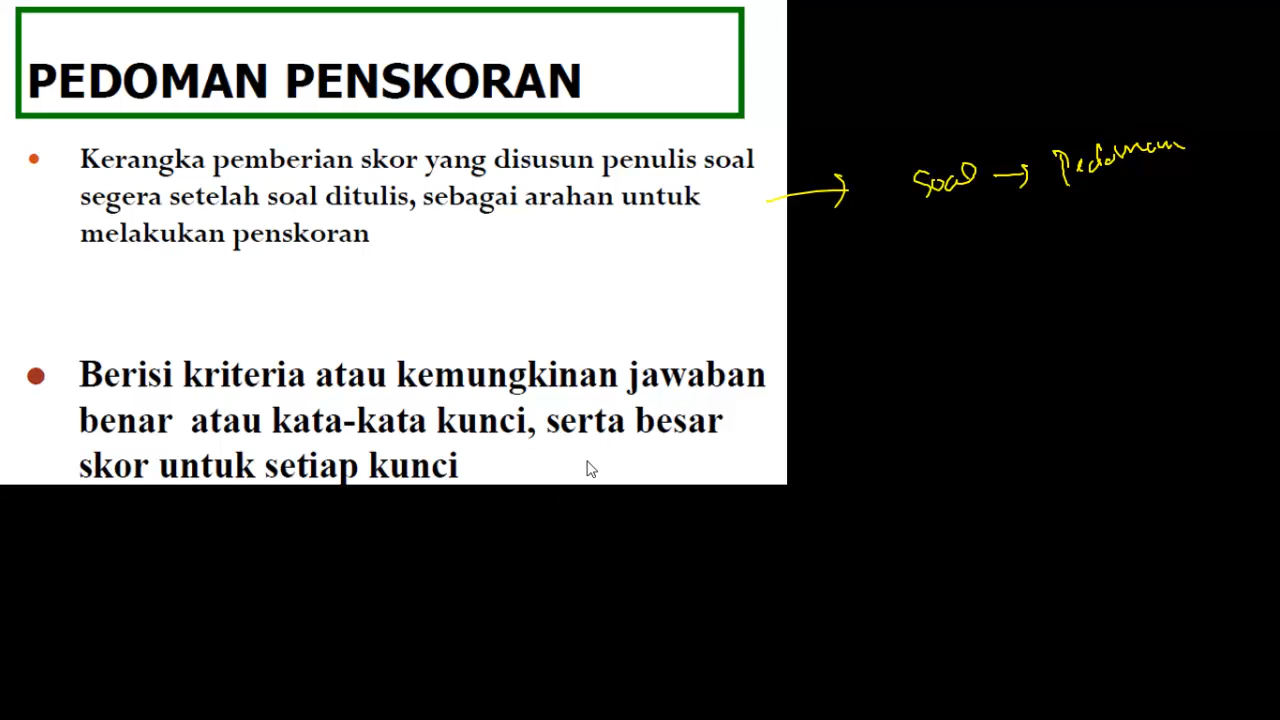 PEDOMAN PENSKORAN
• Kerangka pemberian skor yang disusun penulis soal
segera setelah soal ditulis, sebagai arahan untuk
melakukan penskoran
Soal → Pedoman
• Berisi kriteria atau kemungkinan jawaban
benar atau kata-kata kunci, serta besar
skor untuk setiap kunci